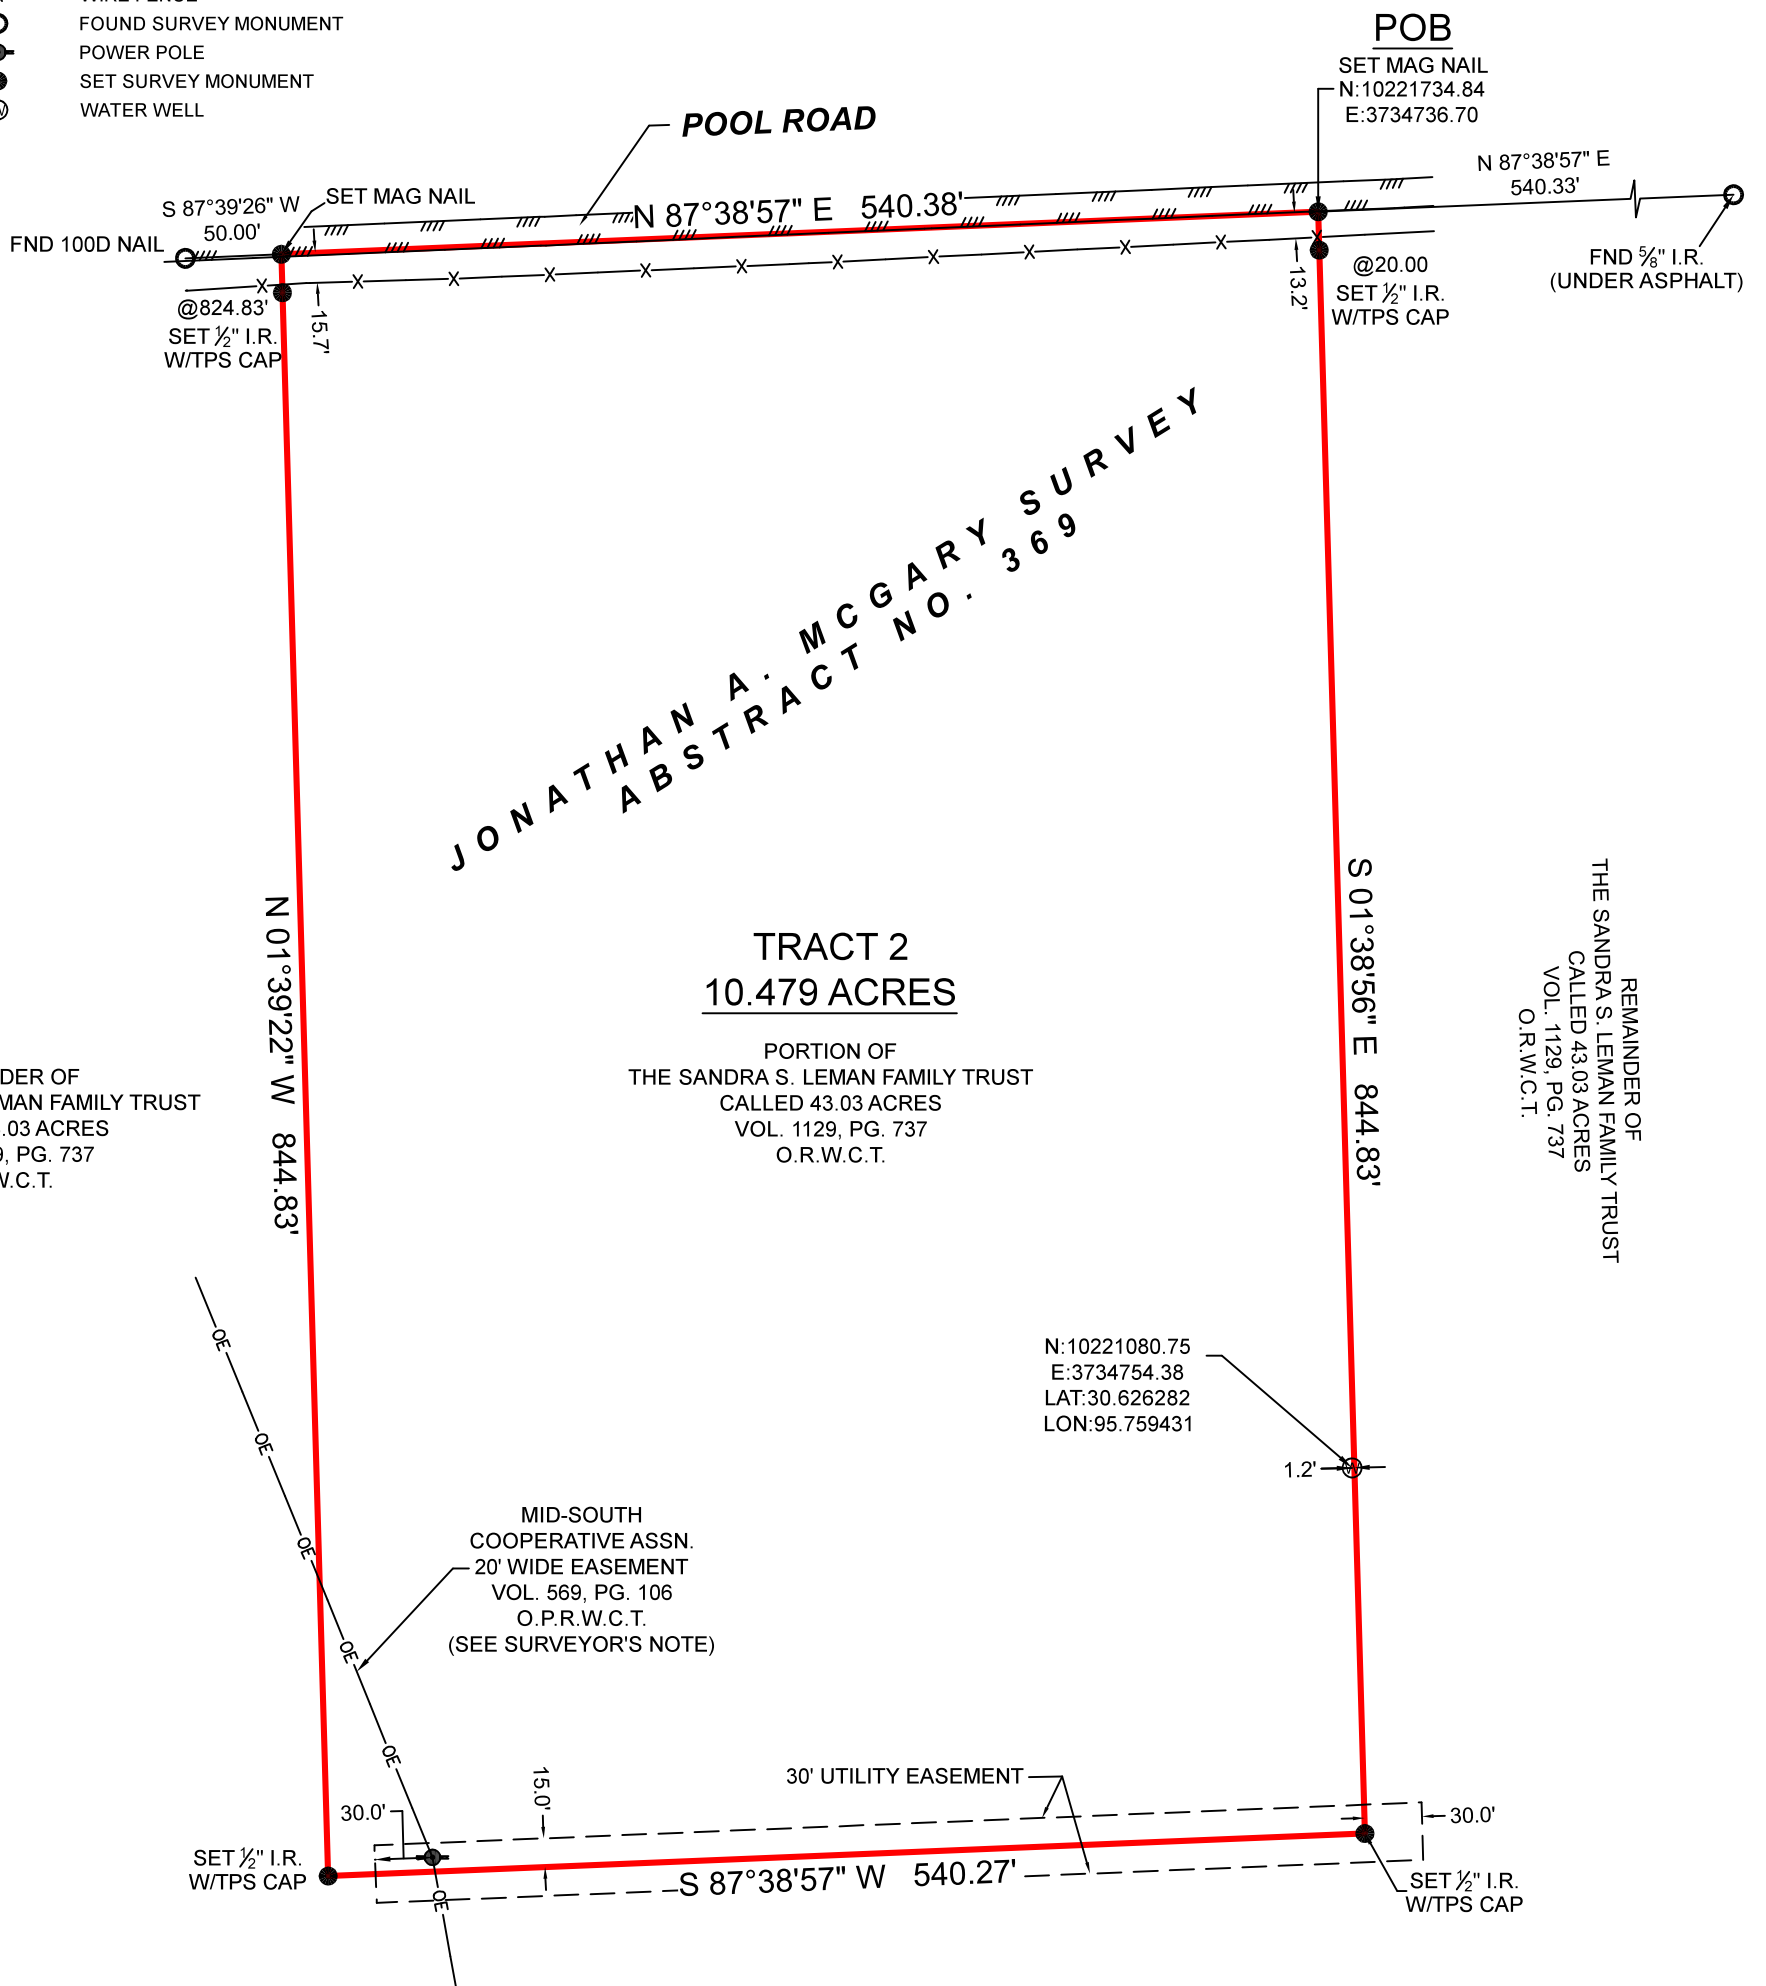 FOUND SURVEY MONUMENT
POWER POLE
SET SURVEY MONUMENT
WATER WELL
POB
SET MAG NAIL
N:10221734.84
E:3734736.70
POOL ROAD
N 87°38'57" E
540.33'
S 87°39'26" W
50.00'
SET MAG NAIL
N 87°38'57" E 540.38'
FND 100D NAIL
FND 5/8" I.R.
(UNDER ASPHALT)
@824.83'
SET 1/2" I.R.
W/TPS CAP
15.7'
13.2'
@20.00
SET 1/2" I.R.
W/TPS CAP
JONATHAN A. MCGARY SURVEY
ABSTRACT NO. 369
N 01°39'22" W 844.83'
S 01°38'56" E 844.83'
TRACT 2
10.479 ACRES
PORTION OF
THE SANDRA S. LEMAN FAMILY TRUST
CALLED 43.03 ACRES
VOL. 1129, PG. 737
O.R.W.C.T.
DER OF
MAN FAMILY TRUST
.03 ACRES
, PG. 737
W.C.T.
REMAINDER OF
THE SANDRA S. LEMAN FAMILY TRUST
CALLED 43.03 ACRES
VOL. 1129, PG. 737
O.R.W.C.T.
OE
OE
OE
OE
OE
OE
N:10221080.75
E:3734754.38
LAT:30.626282
LON:95.759431
1.2'
W
MID-SOUTH
COOPERATIVE ASSN.
20' WIDE EASEMENT
VOL. 569, PG. 106
O.P.R.W.C.T.
(SEE SURVEYOR'S NOTE)
30' UTILITY EASEMENT
15.0'
30.0'
30.0'
SET 1/2" I.R.
W/TPS CAP
S 87°38'57" W 540.27'
SET 1/2" I.R.
W/TPS CAP